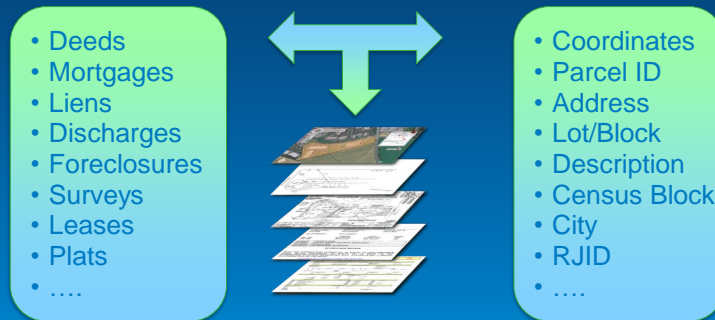 • Deeds
• Mortgages
• Liens
• Discharges
• Foreclosures
• Surveys
• Leases
• Plats
• ....
• Coordinates
• Parcel ID
• Address
• Lot/Block
• Description
• Census Block
• City
• RJID
• ....